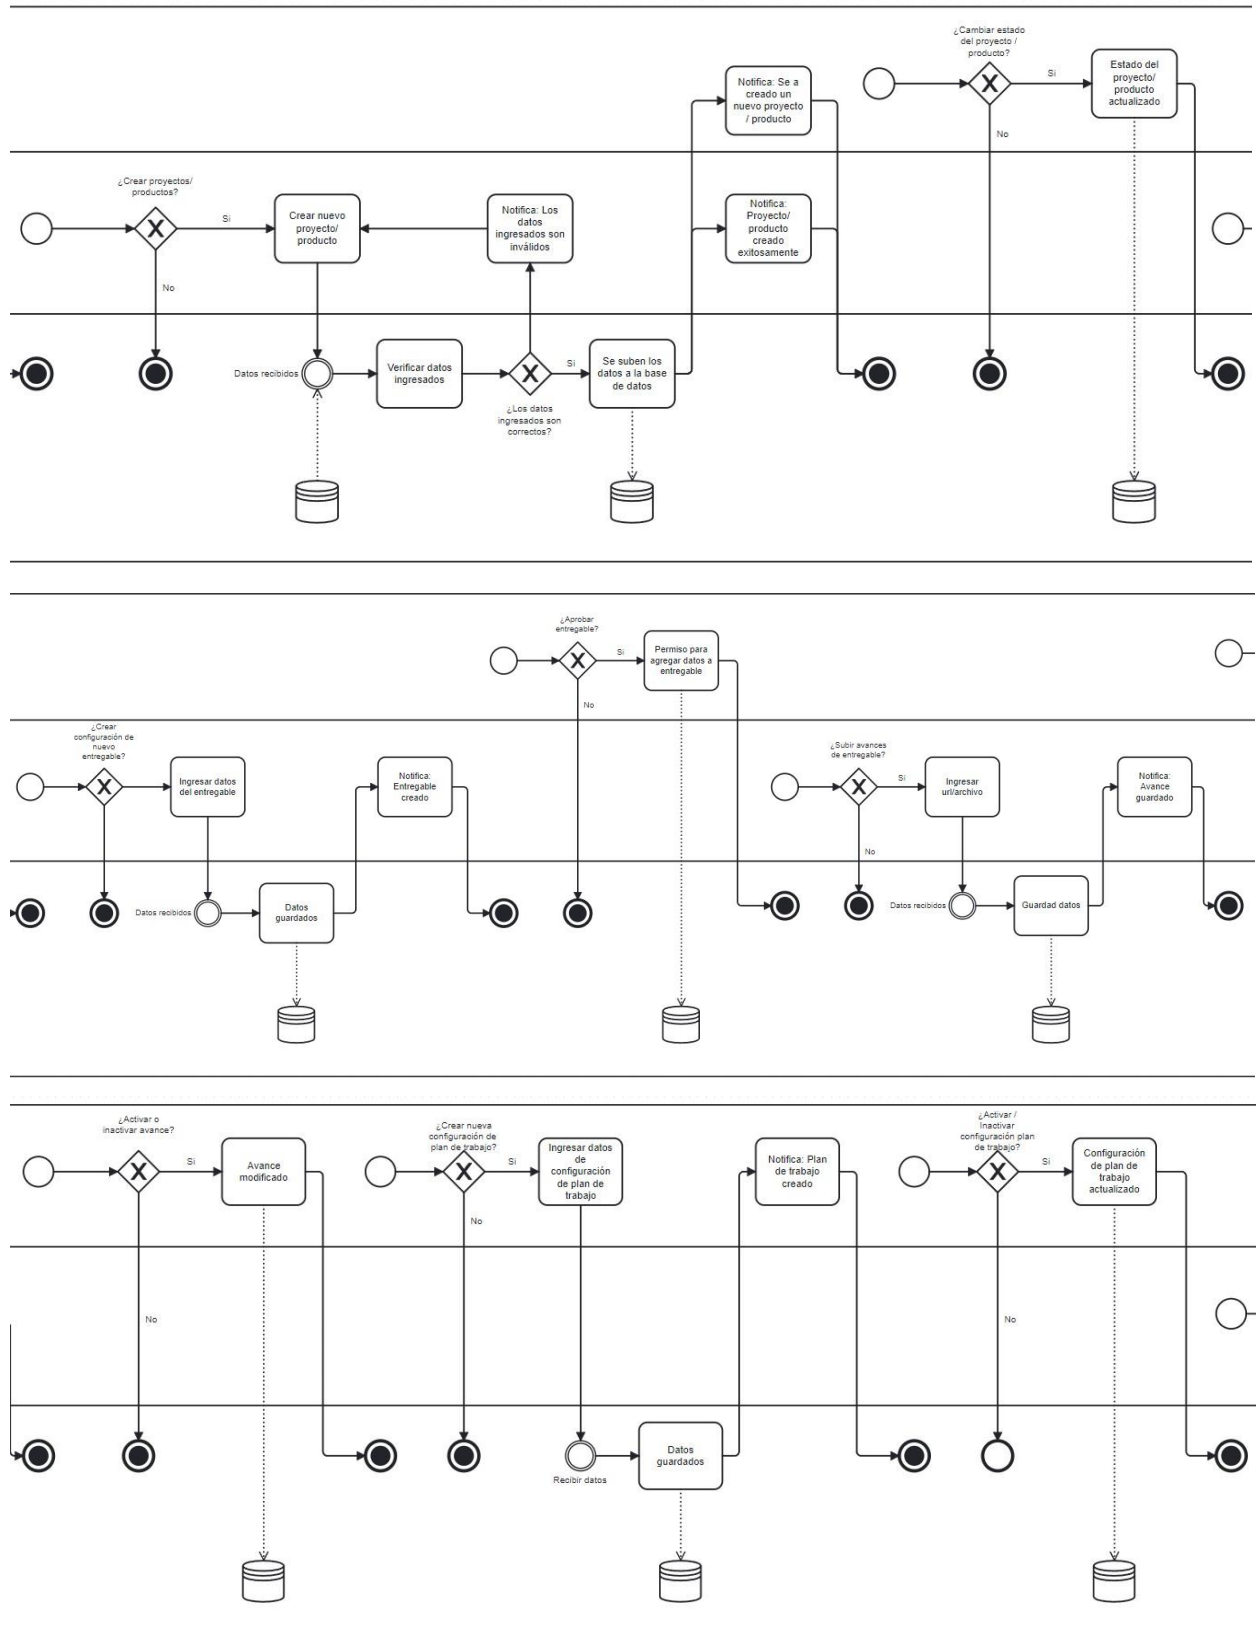 ¿Cambiar estado
del proyecto /
producto?
Si
Estado del
proyecto/
producto
actualizado
No
Notifica: Se a
creado un
nuevo proyecto
/ producto
¿Crear proyectos/
productos?
Si
Crear nuevo
proyecto/
producto
No
Notifica: Los
datos
ingresados son
inválidos
Notifica:
Proyecto/
producto
creado
exitosamente
Datos recibidos
Verificar datos
ingresados
Si
¿Los datos
ingresados son
correctos?
Se suben los
datos a la base
de datos
¿Aprobar
entregable?
Si
Permiso para
agregar datos a
entregable
No
¿Crear
configuración de
nuevo
entregable?
Ingresar datos
del entregable
Notifica:
Entregable
creado
¿Subir avances
de entregable?
Si
Ingresar
url/archivo
Notifica:
Avance
guardado
No
Datos recibidos
Datos
guardados
Datos recibidos
Guardad datos
¿Activar o
inactivar avance?
Si
Avance
modificado
No
¿Crear nueva
configuración de
plan de trabajo?
Si
Ingresar datos
de
configuración
de plan de
trabajo
No
Notifica: Plan
de trabajo
creado
¿Activar /
Inactivar
configuración plan
de trabajo?
Si
Configuración
de plan de
trabajo
actualizado
No
Recibir datos
Datos
guardados